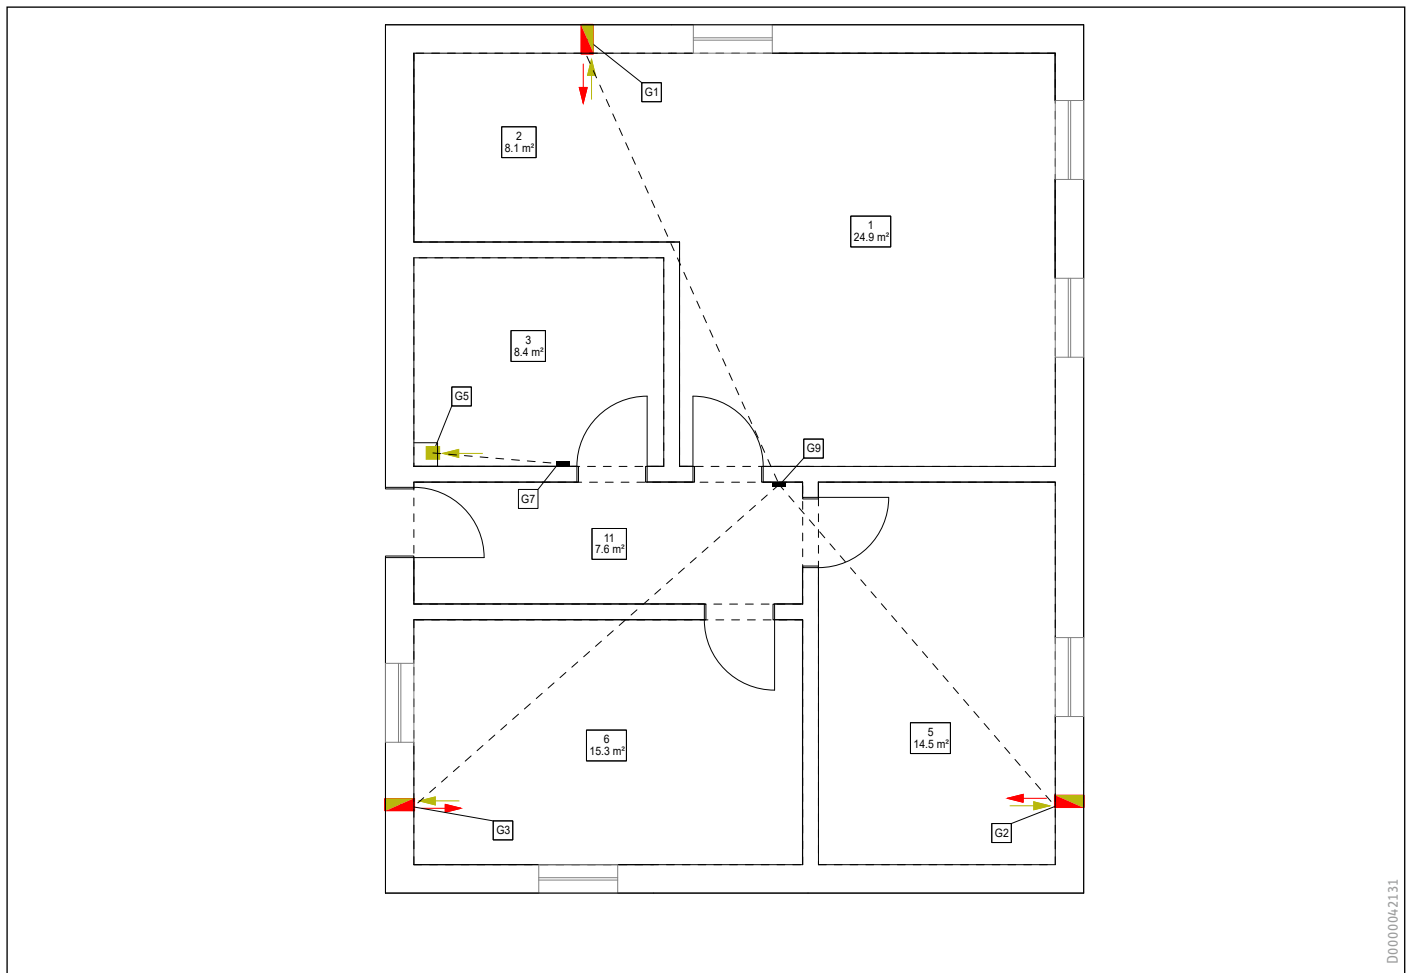 G1
2
8.1 m²
1
24.9 m²
3
8.4 m²
G5
G9
G7
11
7.6 m²
6
15.3 m²
5
14.5 m²
G3
G2
D0000042131